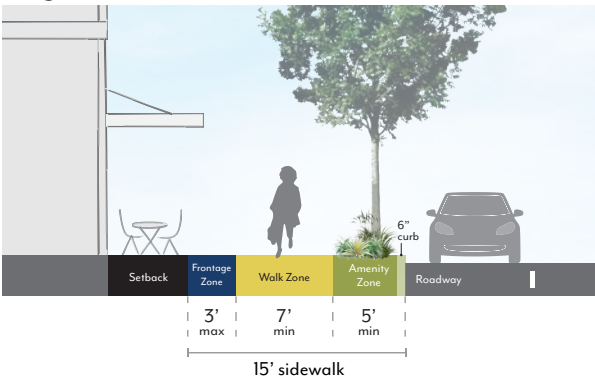 6"
curb
Setback
Frontage
Zone
Walk Zone
Amenity
Zone
Roadway
3'
max
7'
min
5'
min
15' sidewalk